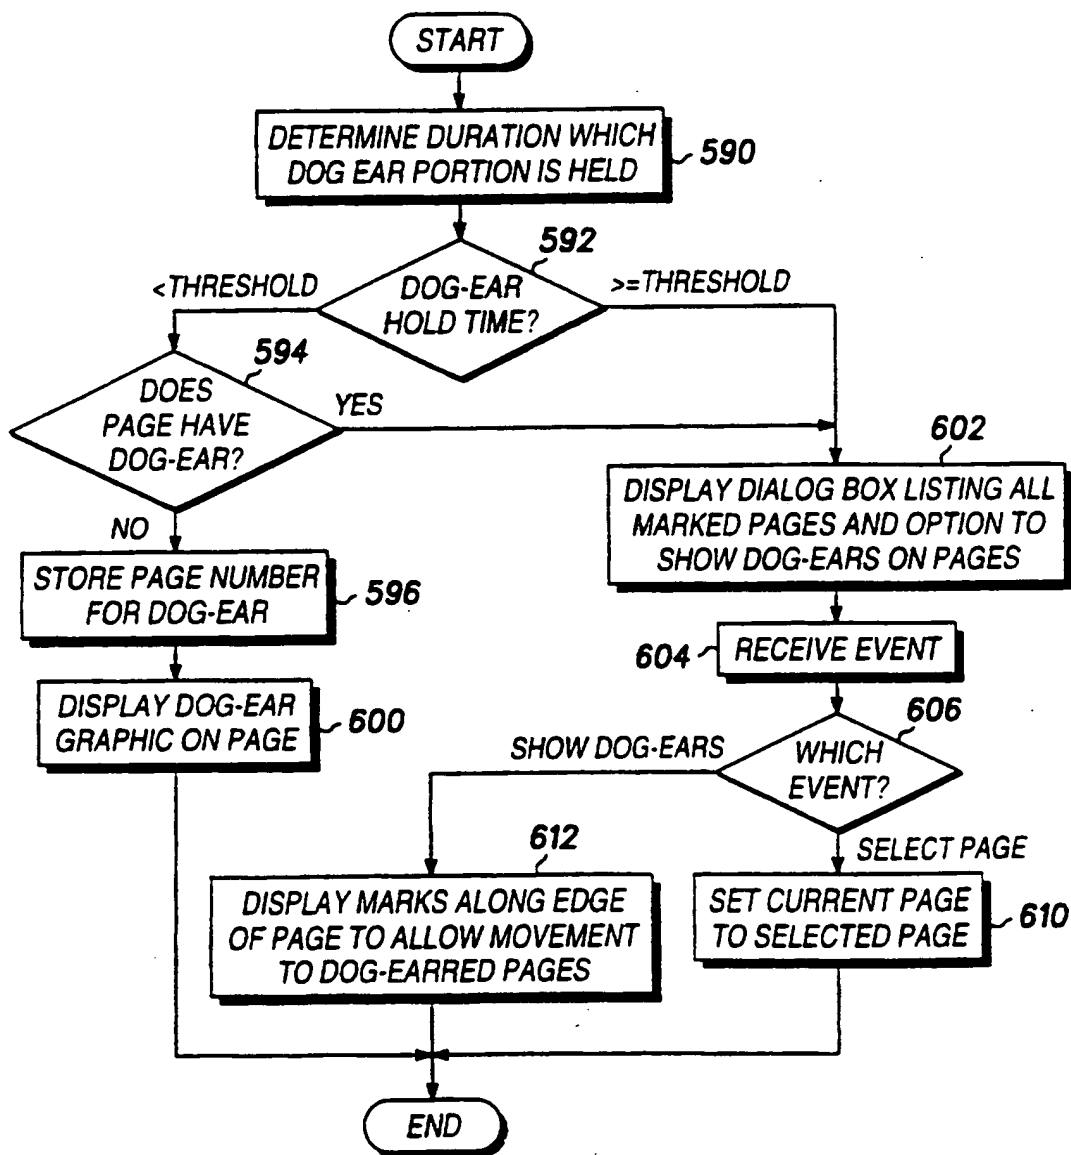 START
DETERMINE DURATION WHICH
DOG EAR PORTION IS HELD
590
592
<THRESHOLD
DOG-EAR
HOLD TIME?
>=THRESHOLD
594
DOES
PAGE HAVE
DOG-EAR?
YES
NO
602
DISPLAY DIALOG BOX LISTING ALL
MARKED PAGES AND OPTION TO
SHOW DOG-EARS ON PAGES
STORE PAGE NUMBER
FOR DOG-EAR
596
604
RECEIVE EVENT
DISPLAY DOG-EAR
GRAPHIC ON PAGE
600
606
SHOW DOG-EARS
WHICH
EVENT?
SELECT PAGE
612
DISPLAY MARKS ALONG EDGE
OF PAGE TO ALLOW MOVEMENT
TO DOG-EARRED PAGES
SET CURRENT PAGE
TO SELECTED PAGE
610
END